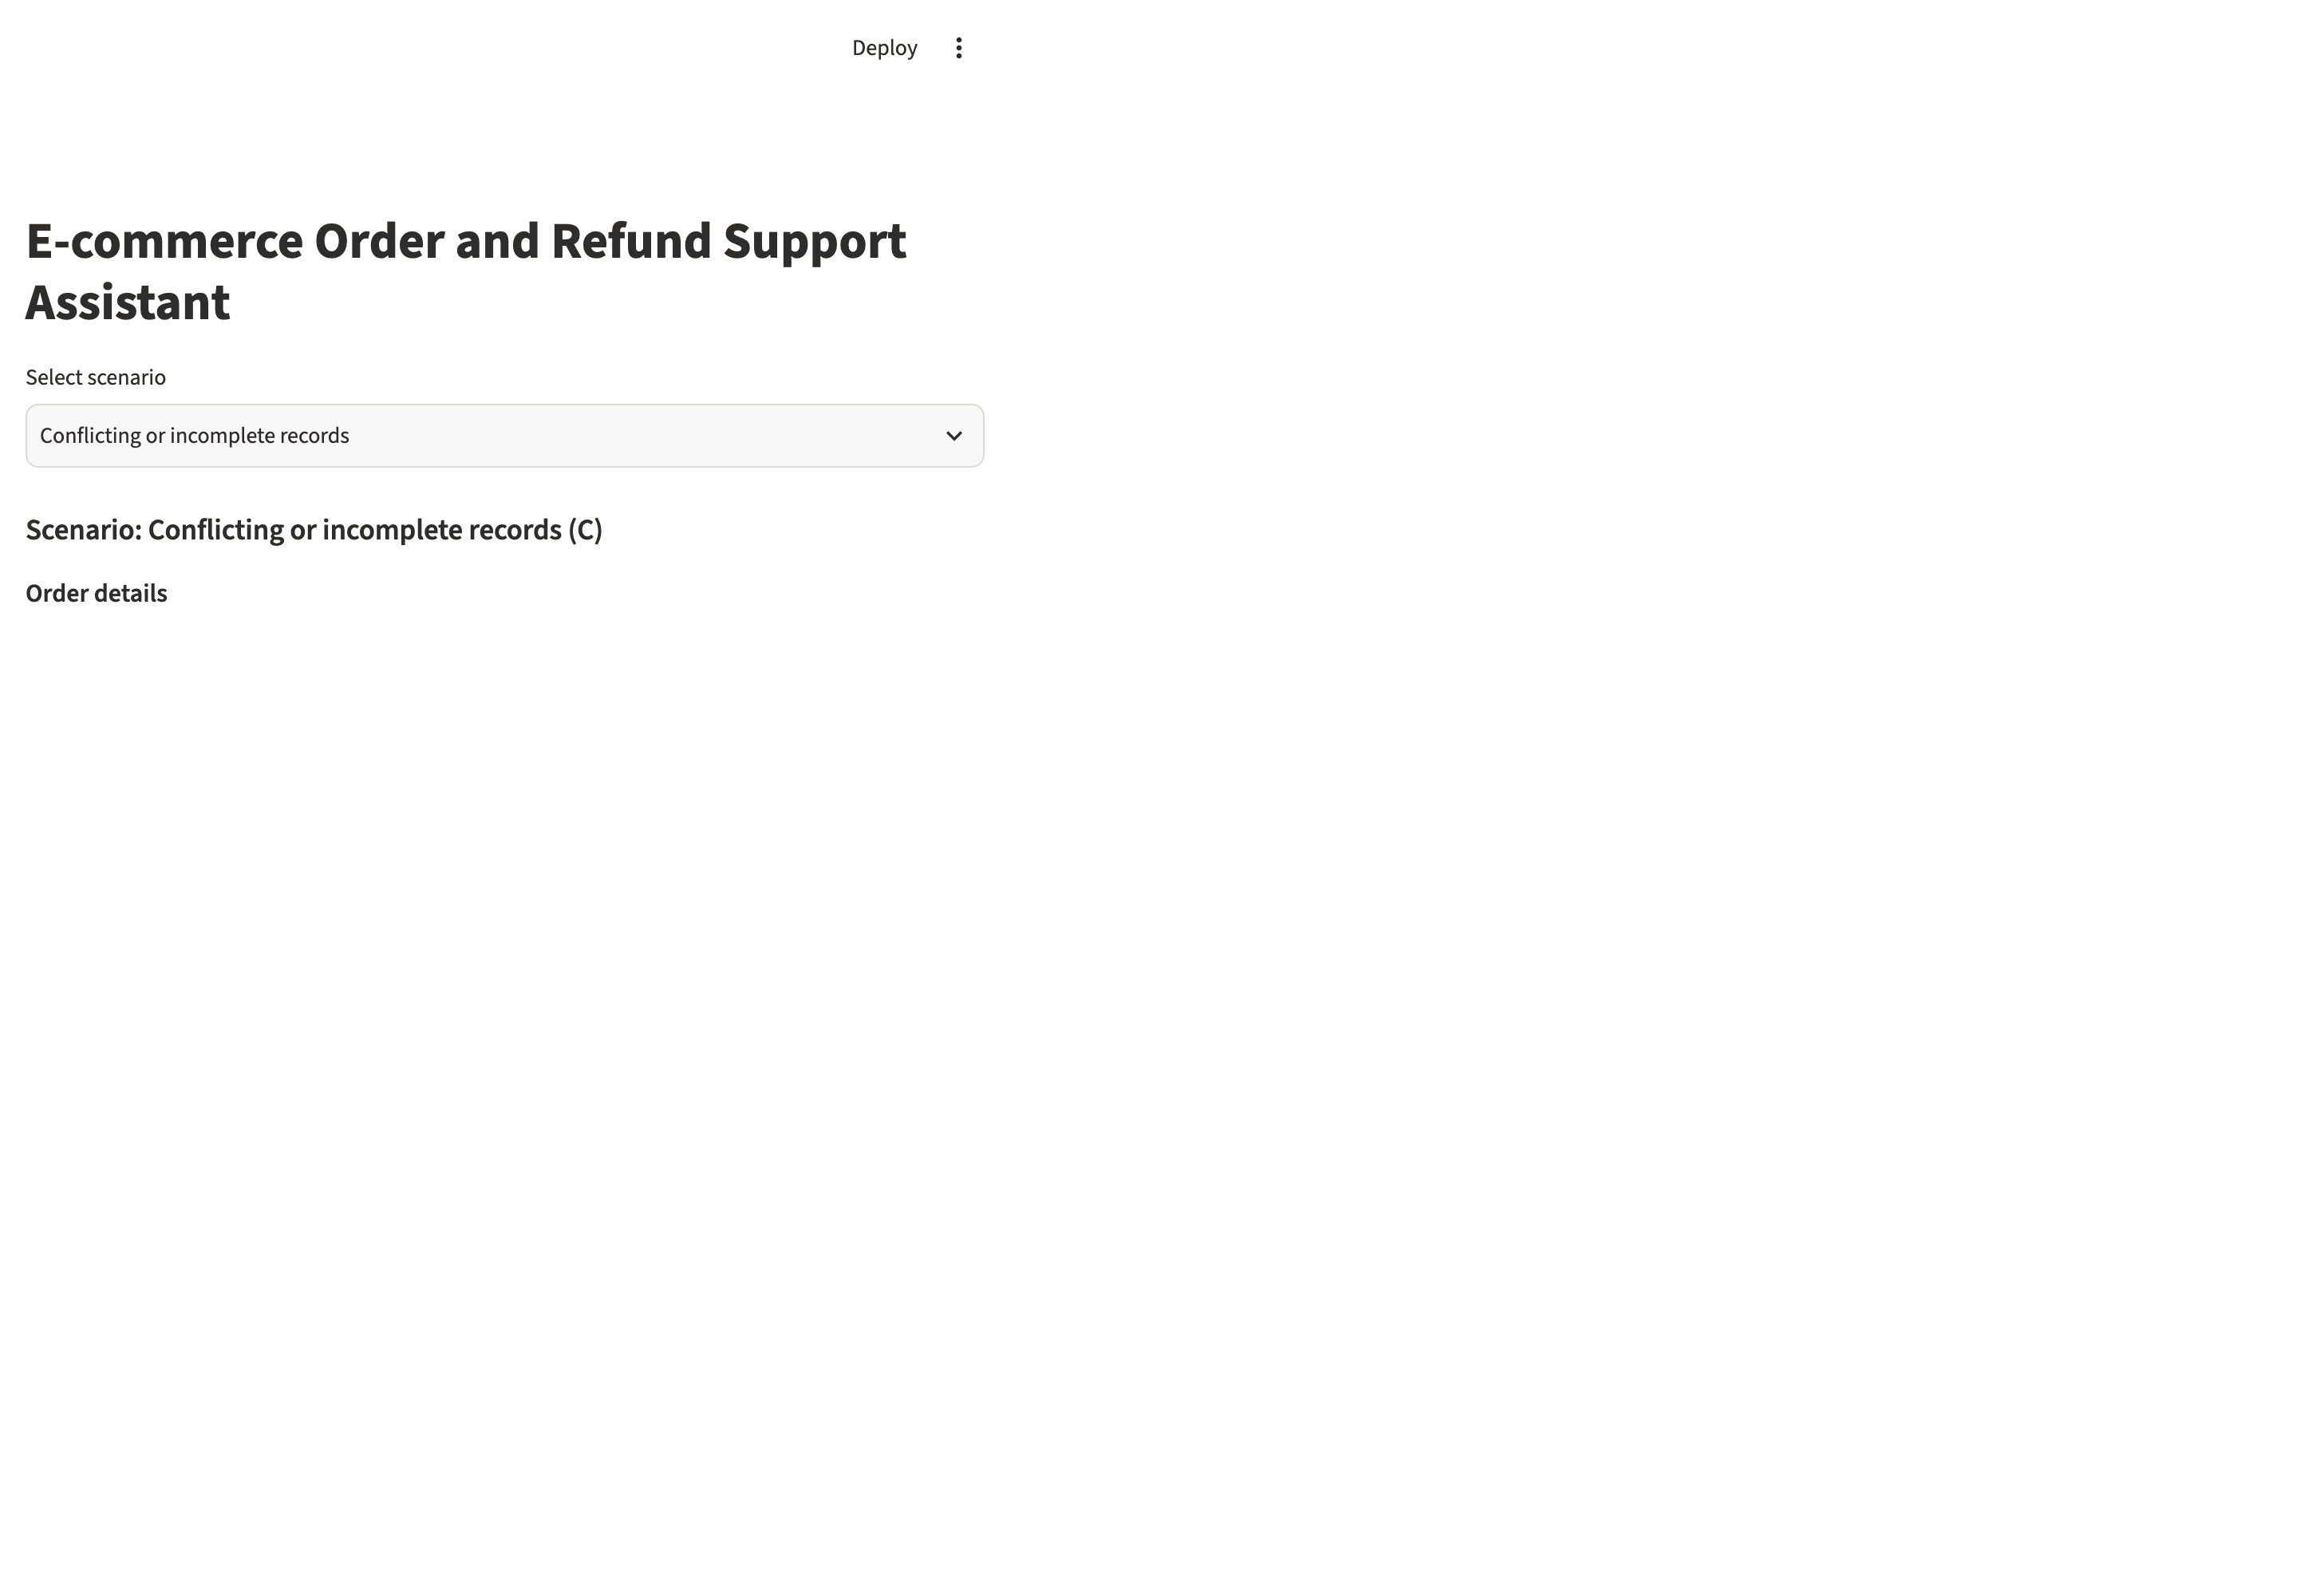 Deploy
E-commerce Order and Refund Support
Assistant
Select scenario
Conflicting or incomplete records
Scenario: Conflicting or incomplete records (C)
Order details